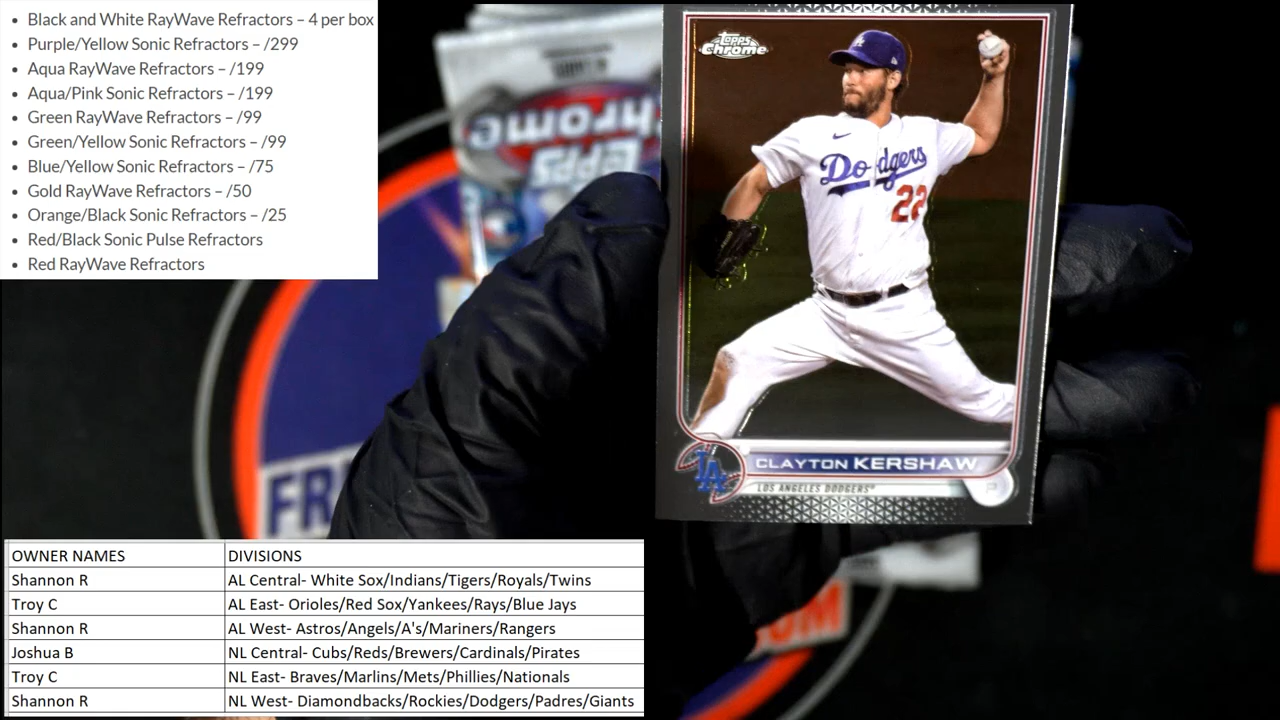 Black and White RayWave Refractors – 4 per box
Purple/Yellow Sonic Refractors – /299
Aqua RayWave Refractors – /199
Aqua/Pink Sonic Refractors – /199
Green RayWave Refractors – /99
Green/Yellow Sonic Refractors – /99
Blue/Yellow Sonic Refractors – /75
Gold RayWave Refractors – /50
Orange/Black Sonic Refractors – /25
Red/Black Sonic Pulse Refractors
Red RayWave Refractors
Topps
Chrome
Topps
Chrome
LA
Dodgers
22
LA
CLAYTON KERSHAW
LOS ANGELES DODGERS
P
FR
OM
OWNER NAMES DIVISIONS
Shannon R AL Central- White Sox/Indians/Tigers/Royals/Twins
Troy C AL East- Orioles/Red Sox/Yankees/Rays/Blue Jays
Shannon R AL West- Astros/Angels/A's/Mariners/Rangers
Joshua B NL Central- Cubs/Reds/Brewers/Cardinals/Pirates
Troy C NL East- Braves/Marlins/Mets/Phillies/Nationals
Shannon R NL West- Diamondbacks/Rockies/Dodgers/Padres/Giants